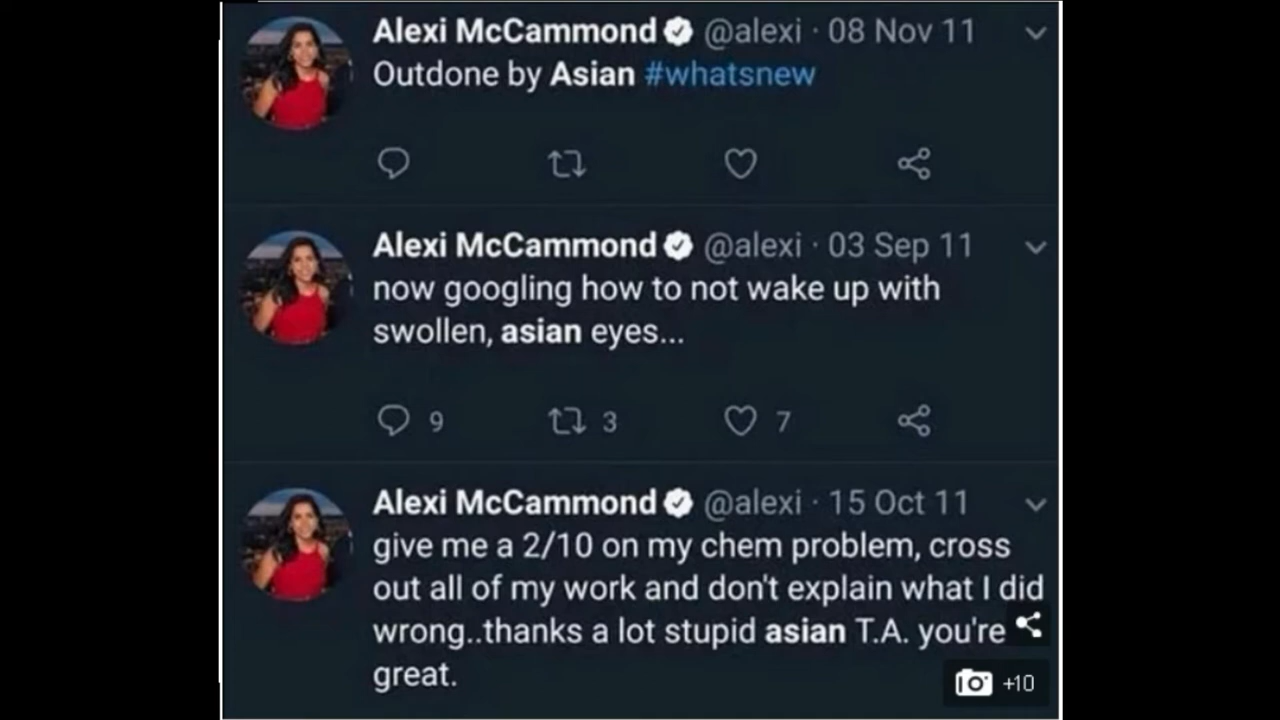 Alexi McCammond @alexi · 08 Nov 11
Outdone by Asian #whatsnew
Alexi McCammond @alexi · 03 Sep 11
now googling how to not wake up with
swollen, asian eyes...
9 3 7
Alexi McCammond @alexi · 15 Oct 11
give me a 2/10 on my chem problem, cross
out all of my work and don't explain what I did
wrong..thanks a lot stupid asian T.A. you're
great.
+10